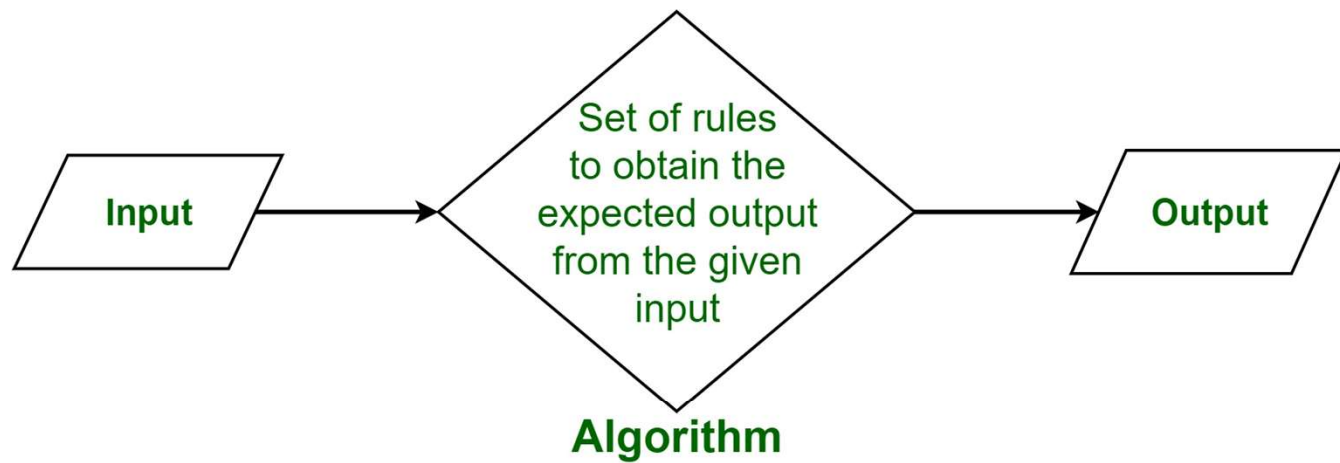 Input
Set of rules
to obtain the
expected output
from the given
input
Output
Algorithm